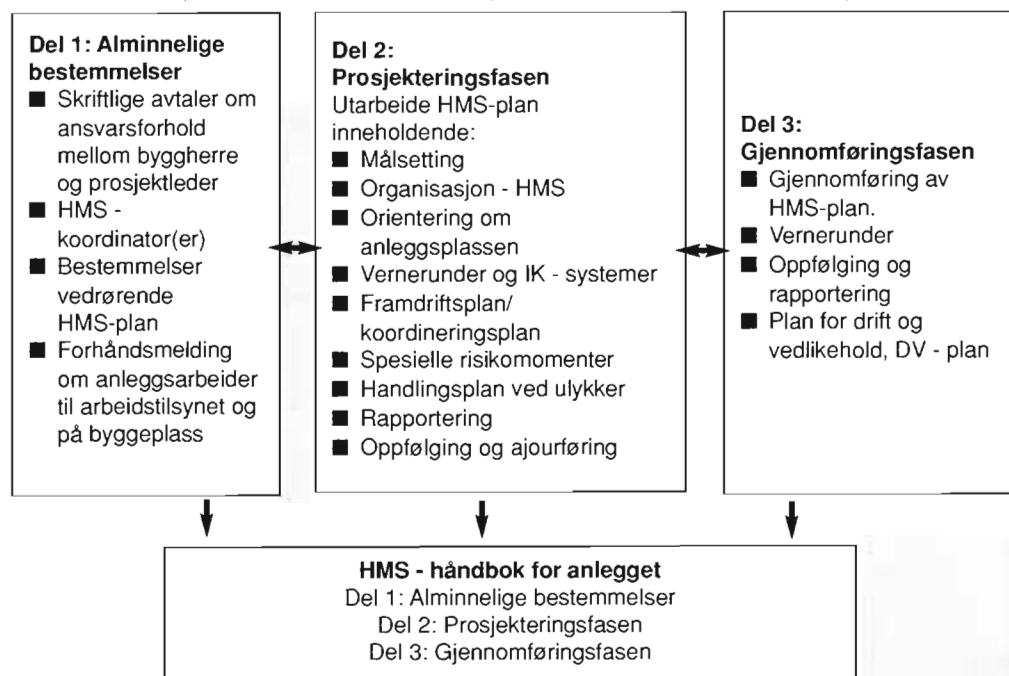 Del 1: Alminnelige
bestemmelser
■ Skriftlige avtaler om
ansvarsforhold
mellom byggherre
og prosjektleder
■ HMS -
koordinator(er)
■ Bestemmelser
vedrørende
HMS-plan
■ Forhåndsmelding
om anleggsarbeider
til arbeidstilsynet og
på byggeplass
Del 2:
Prosjekteringsfasen
Utarbeide HMS-plan
inneholdende:
■ Målsetting
■ Organisasjon - HMS
■ Orientering om
anleggsplassen
■ Vernerunder og IK - systemer
■ Framdriftsplan/
koordineringsplan
■ Spesielle risikomomenter
■ Handlingsplan ved ulykker
■ Rapportering
■ Oppfølging og ajourføring
Del 3:
Gjennomføringsfasen
■ Gjennomføring av
HMS-plan.
■ Vernerunder
■ Oppfølging og
rapportering
■ Plan for drift og
vedlikehold, DV - plan
HMS - håndbok for anlegget
Del 1: Alminnelige bestemmelser
Del 2: Prosjekteringsfasen
Del 3: Gjennomføringsfasen